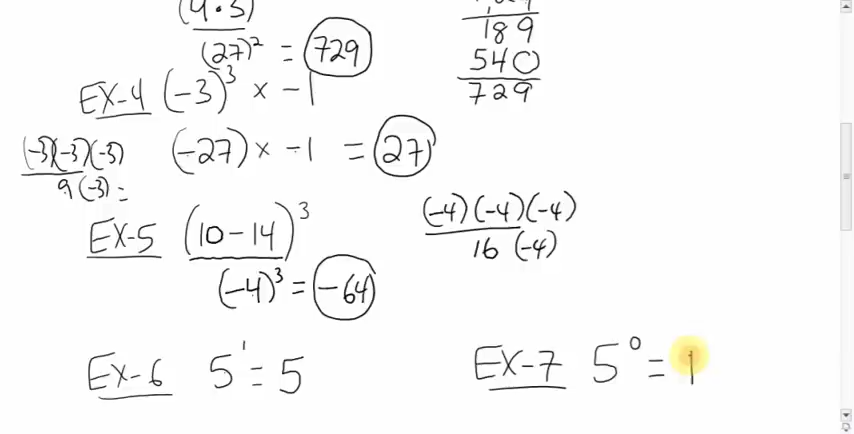 (9·3)
(27)² = 729
189
540
729
EX-4 (-3)³ × -1
(-3)(-3)(-3) (-27) × -1 = 27
9(-3)=
EX-5 (10-14)³ (-4)(-4)(-4)
16(-4)
(-4)³ = -64
EX-6 5¹ = 5 EX-7 5⁰ = 1